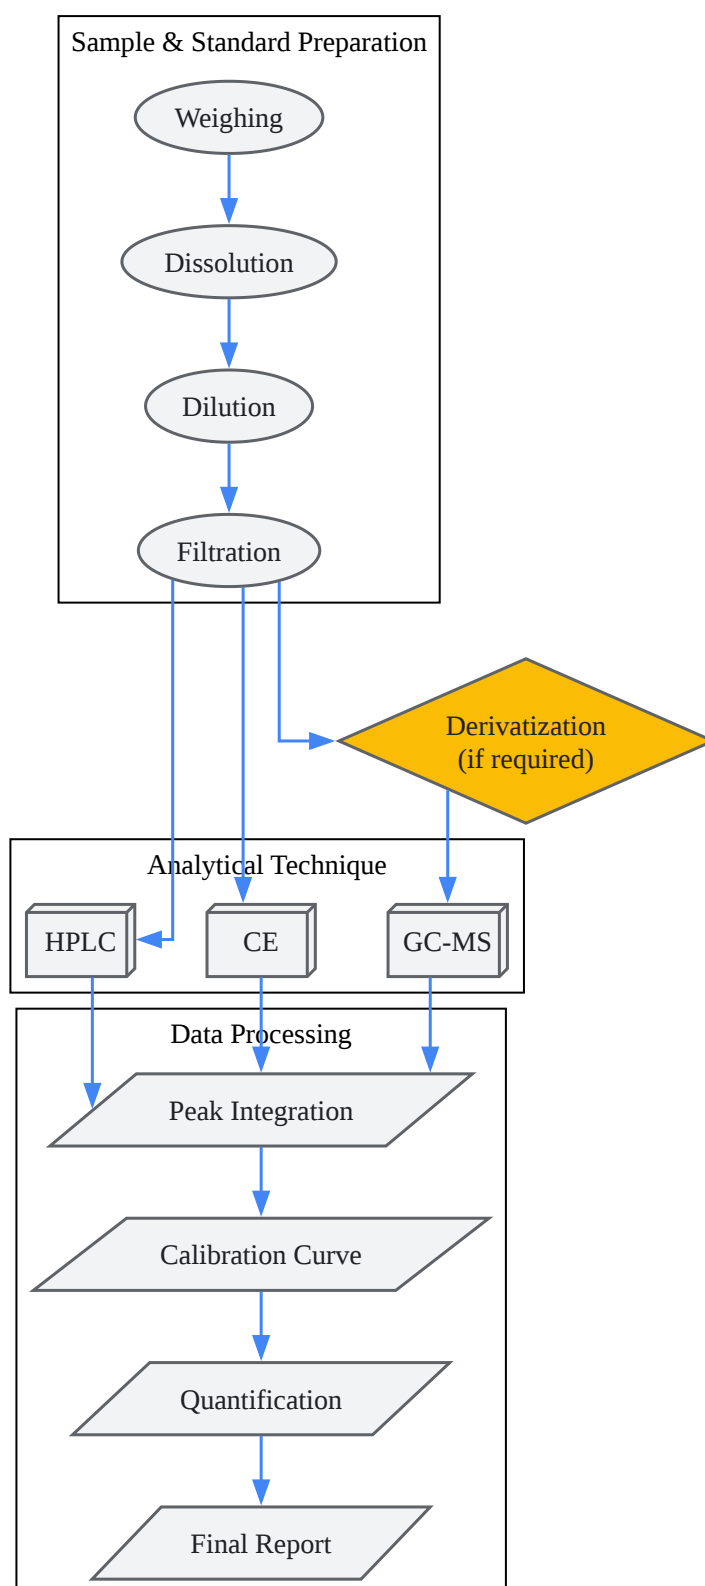 Sample & Standard Preparation
Weighing
Dissolution
Dilution
Filtration
Derivatization
(if required)
Analytical Technique
HPLC
CE
GC-MS
Data Processing
Peak Integration
Calibration Curve
Quantification
Final Report